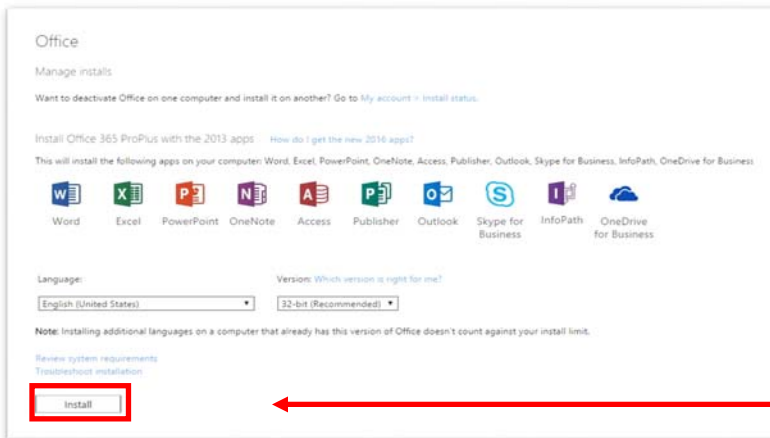 Office
Manage installs
Want to deactivate Office on one computer and install it on another? Go to My account > Install status.
Install Office 365 ProPlus with the 2013 apps How do I get the new 2016 apps?
This will install the following apps on your computer: Word, Excel, PowerPoint, OneNote, Access, Publisher, Outlook, Skype for Business, InfoPath, OneDrive for Business
Word Excel PowerPoint OneNote Access Publisher Outlook Skype for Business InfoPath OneDrive for Business
Language: Version: Which version is right for me?
English (United States) 32-bit (Recommended)
Note: Installing additional languages on a computer that already has this version of Office doesn't count against your install limit.
Review system requirements
Troubleshoot installation
Install